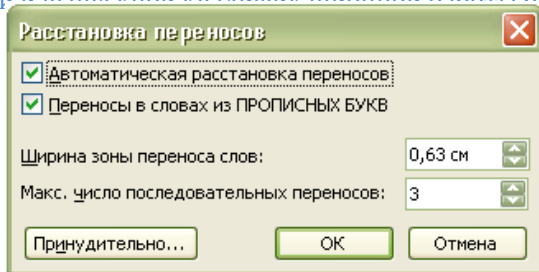 Расстановка переносов
Автоматическая расстановка переносов
Переносы в словах из ПРОПИСНЫХ БУКВ
Ширина зоны переноса слов: 0,63 см
Макс. число последовательных переносов: 3
Принудительно... ОК Отмена